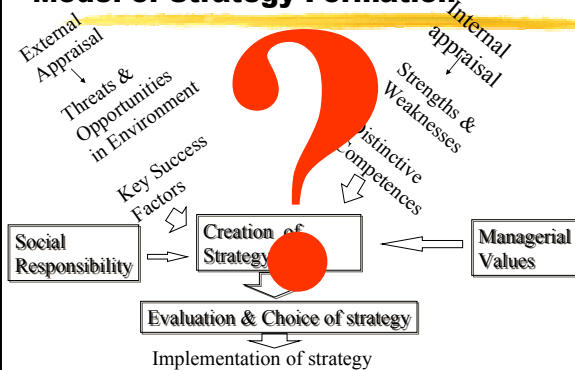 Model of Strategy Formation
External
Appraisal
Threats &
Opportunities
in Environment
Key Success
Factors
Internal
appraisal
Strengths &
Weaknesses
Distinctive
Competences
?
Social
Responsibility
Creation of
Strategy
Managerial
Values
Evaluation & Choice of strategy
Implementation of strategy